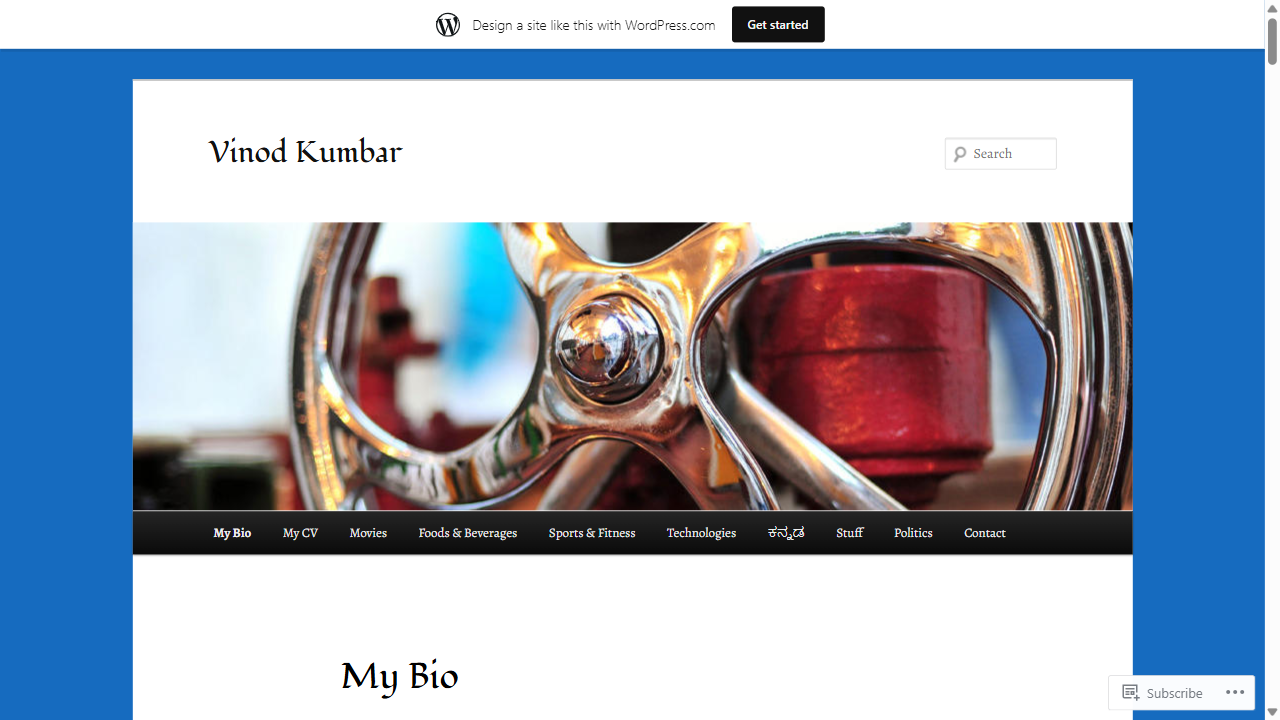 Design a site like this with WordPress.com Get started
Vinod Kumbar
Search
My Bio My CV Movies Foods & Beverages Sports & Fitness Technologies ಕನ್ನಡ Stuff Politics Contact
My Bio
Subscribe